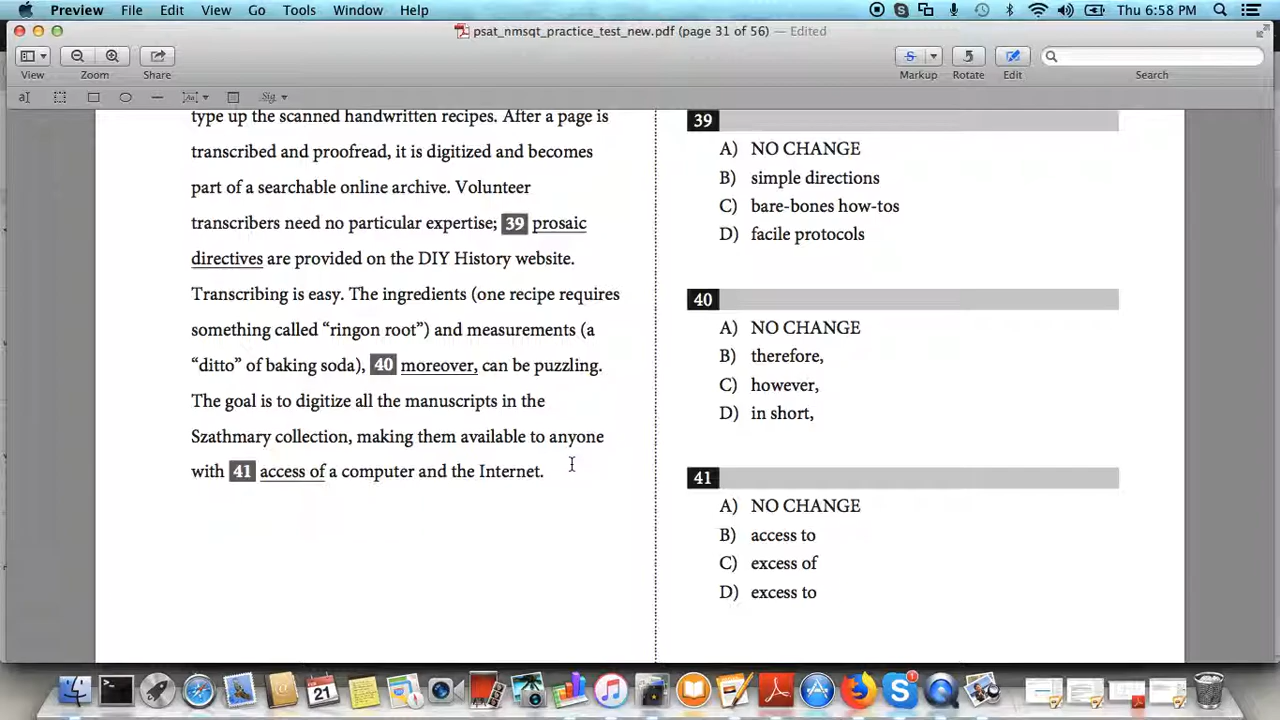 Preview File Edit View Go Tools Window Help Thu 6:58 PM
psat_nmsqt_practice_test_new.pdf (page 31 of 56) — Edited
View Zoom Share Markup Rotate Edit Search
type up the scanned handwritten recipes. After a page is
transcribed and proofread, it is digitized and becomes
part of a searchable online archive. Volunteer
transcribers need no particular expertise; 39 prosaic
directives are provided on the DIY History website.
Transcribing is easy. The ingredients (one recipe requires
something called “ringon root”) and measurements (a
“ditto” of baking soda), 40 moreover, can be puzzling.
The goal is to digitize all the manuscripts in the
Szathmary collection, making them available to anyone
with 41 access of a computer and the Internet.
39
A) NO CHANGE
B) simple directions
C) bare-bones how-tos
D) facile protocols
40
A) NO CHANGE
B) therefore,
C) however,
D) in short,
41
A) NO CHANGE
B) access to
C) excess of
D) excess to